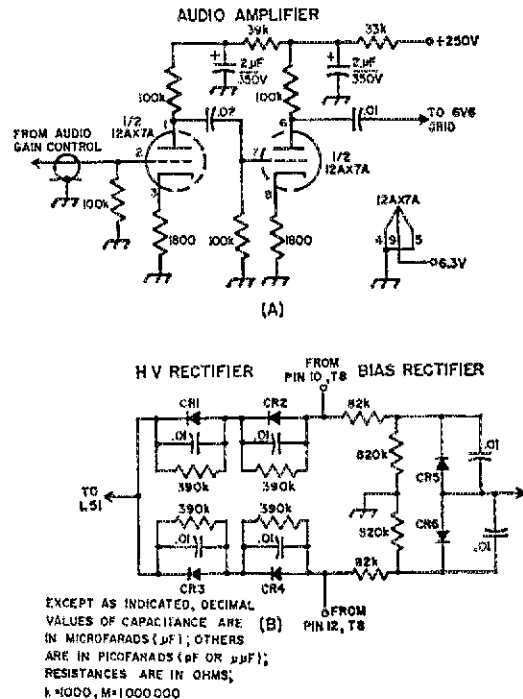 AUDIO AMPLIFIER
39k
33k
+250V
+
2µF
350V
+
2µF
350V
100k
100k
.02
.01
1
6
TO 6V6
GRID
1/2
12AX7A
1/2
12AX7A
FROM AUDIO
GAIN CONTROL
2
7
3
8
100k
1800
100k
1800
12AX7A
4 9 5
6.3V
(A)
HV RECTIFIER
FROM
PIN 10, T8
BIAS RECTIFIER
CR1
CR2
82k
.01
.01
.01
390k
390k
820k
CR5
TO
L51
390k
390k
820k
CR6
.01
.01
.01
82k
CR3
CR4
FROM
PIN 12, T8
(B)
EXCEPT AS INDICATED, DECIMAL
VALUES OF CAPACITANCE ARE
IN MICROFARADS (µF); OTHERS
ARE IN PICOFARADS (pF OR µµF);
RESISTANCES ARE IN OHMS;
k=1000, M=1000000